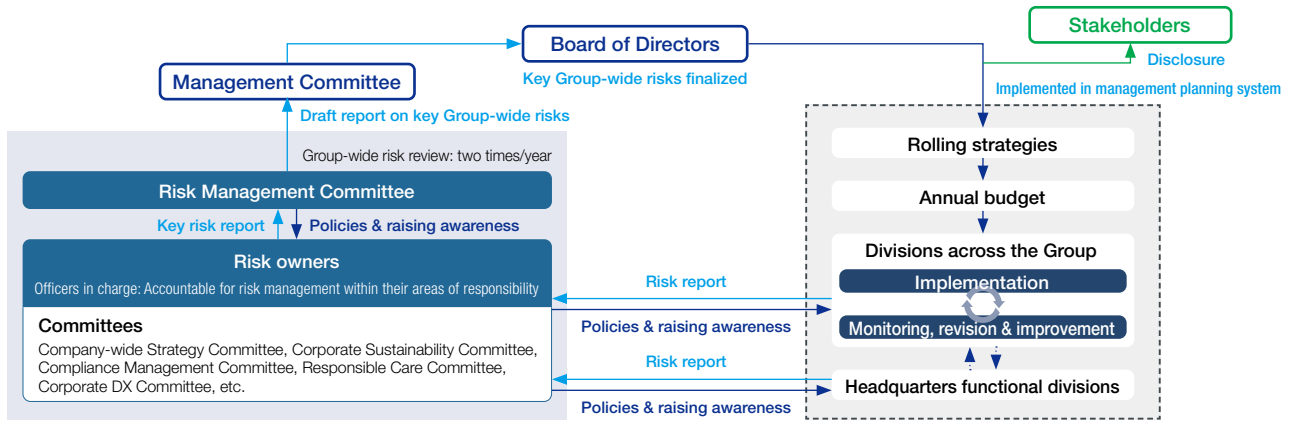 Stakeholders
Board of Directors
Disclosure
Management Committee
Key Group-wide risks finalized
Implemented in management planning system
Draft report on key Group-wide risks
Group-wide risk review: two times/year
Risk Management Committee
Key risk report
Policies & raising awareness
Risk owners
Officers in charge: Accountable for risk management within their areas of responsibility
Committees
Company-wide Strategy Committee, Corporate Sustainability Committee,
Compliance Management Committee, Responsible Care Committee,
Corporate DX Committee, etc.
Risk report
Policies & raising awareness
Risk report
Policies & raising awareness
Rolling strategies
Annual budget
Divisions across the Group
Implementation
Monitoring, revision & improvement
Headquarters functional divisions